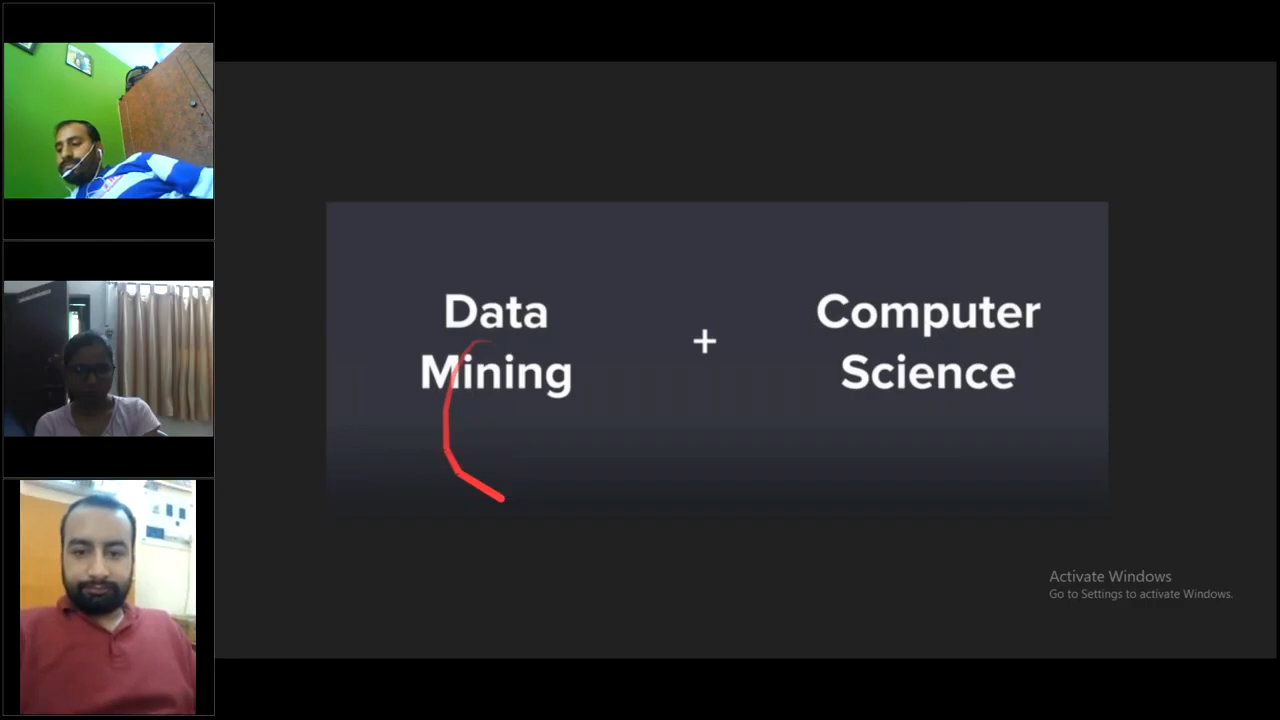 Data
Mining
+
Computer
Science
Activate Windows
Go to Settings to activate Windows.